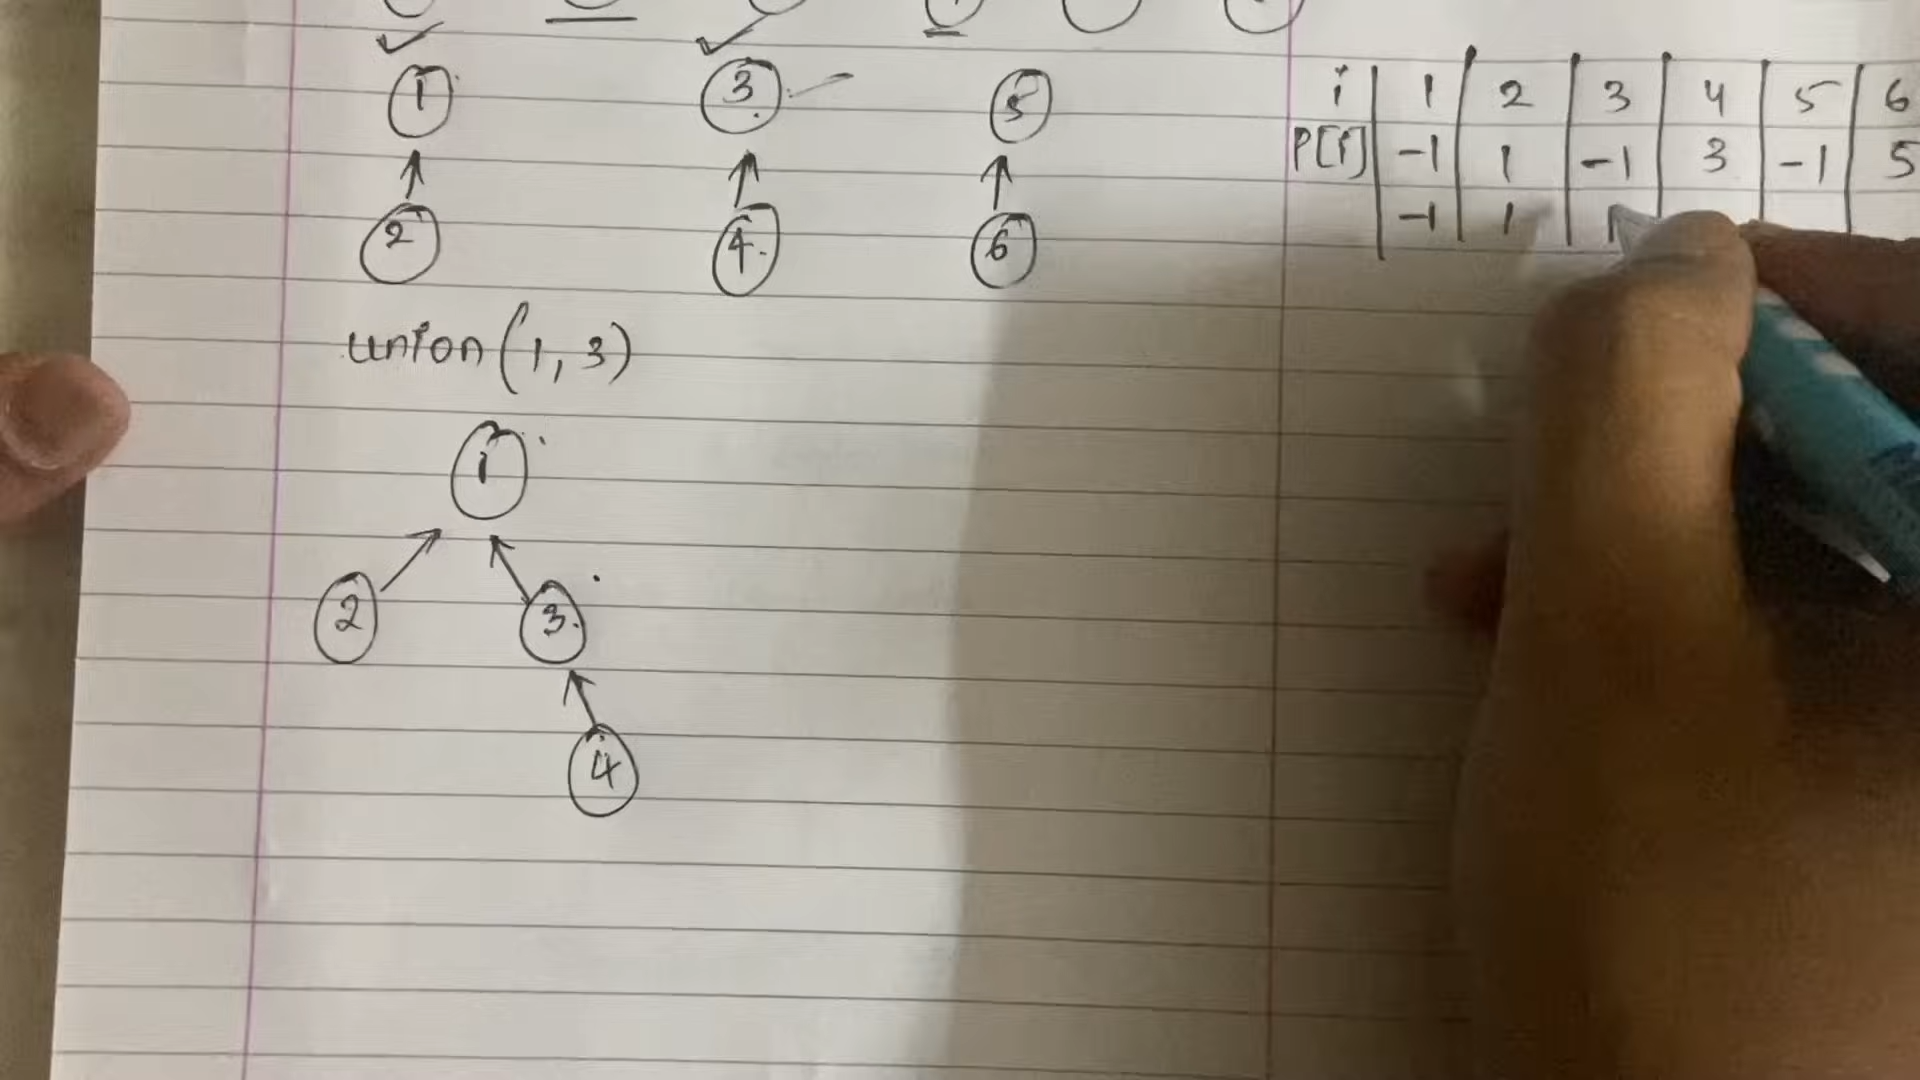 1 3 5
2 4 6
union (1, 3)
1
2 3
4
i 1 2 3 4 5 6
P[i] -1 1 -1 3 -1 5
-1 1 1